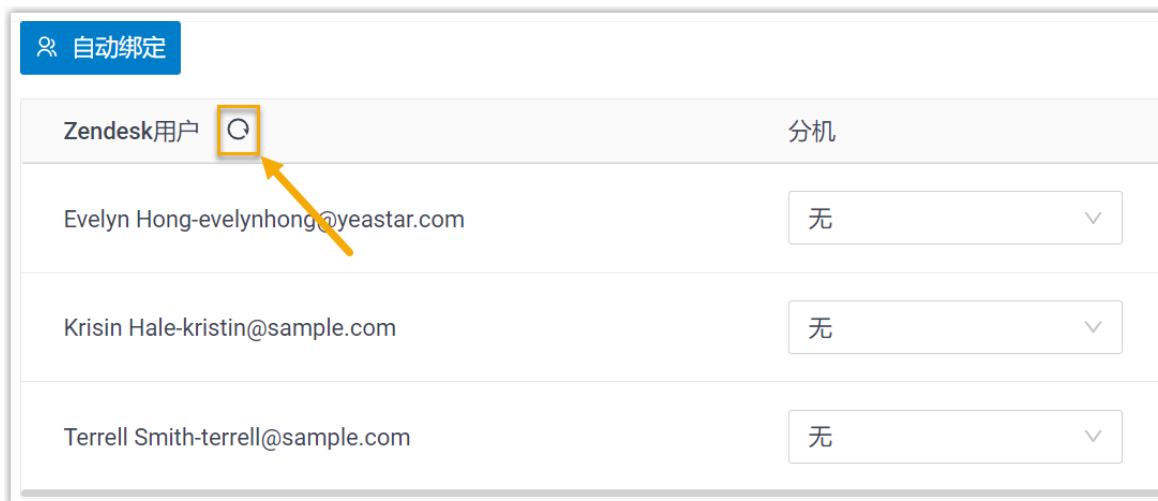 自动绑定
Zendesk用户 分机
Evelyn Hong-evelynhong@yeastar.com 无
Krisin Hale-kristin@sample.com 无
Terrell Smith-terrell@sample.com 无